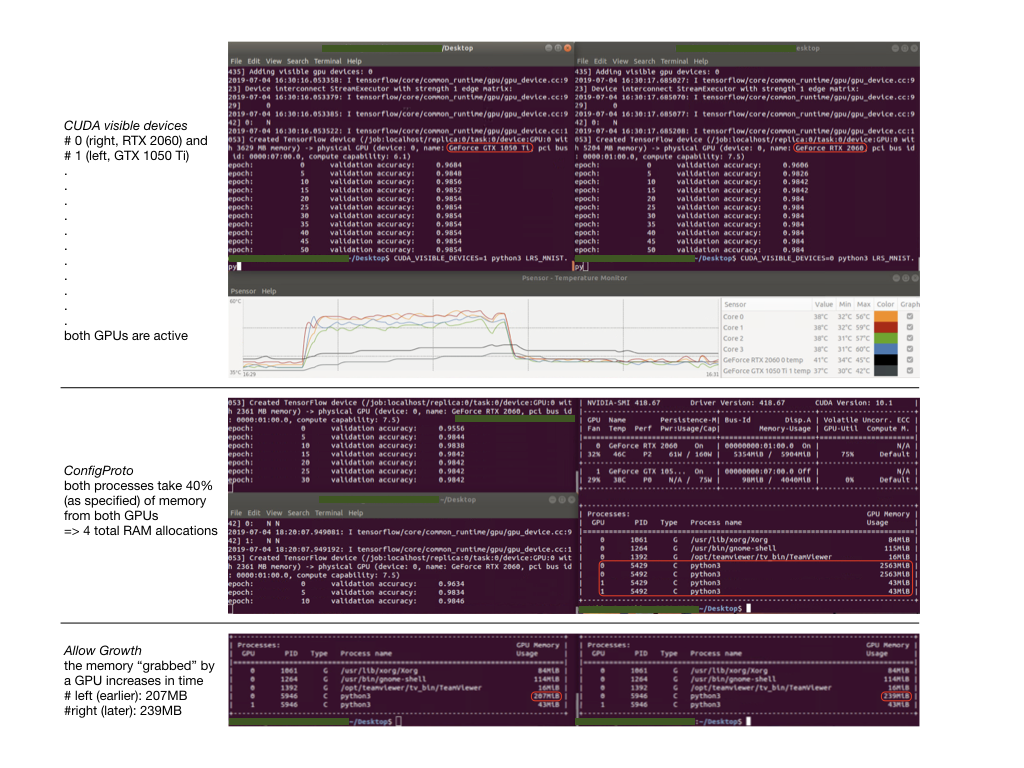 CUDA visible devices
# 0 (right, RTX 2060) and
# 1 (left, GTX 1050 Ti)
.
.
.
.
.
.
.
.
.
.
.
both GPUs are active
/Desktop
File Edit View Search Terminal Help
435] Adding visible gpu devices: 0
2019-07-04 16:30:16.053358: I tensorflow/core/common_runtime/gpu/gpu_device.cc:9
23] Device interconnect StreamExecutor with strength 1 edge matrix:
2019-07-04 16:30:16.053379: I tensorflow/core/common_runtime/gpu/gpu_device.cc:9
29] 0
2019-07-04 16:30:16.053385: I tensorflow/core/common_runtime/gpu/gpu_device.cc:9
42] 0: N
2019-07-04 16:30:16.053522: I tensorflow/core/common_runtime/gpu/gpu_device.cc:1
053] Created TensorFlow device (/job:localhost/replica:0/task:0/device:GPU:0 wit
h 3629 MB memory) -> physical GPU (device: 0, name: GeForce GTX 1050 Ti, pci bus
id: 0000:07:00.0, compute capability: 6.1)
epoch: 0 validation accuracy: 0.9684
epoch: 5 validation accuracy: 0.9848
epoch: 10 validation accuracy: 0.9856
epoch: 15 validation accuracy: 0.9852
epoch: 20 validation accuracy: 0.9854
epoch: 25 validation accuracy: 0.9854
epoch: 30 validation accuracy: 0.9854
epoch: 35 validation accuracy: 0.9854
epoch: 40 validation accuracy: 0.9854
epoch: 45 validation accuracy: 0.9854
epoch: 50 validation accuracy: 0.9854
~/Desktop$ CUDA_VISIBLE_DEVICES=1 python3 LRS_MNIST.
py
esktop
File Edit View Search Terminal Help
435] Adding visible gpu devices: 0
2019-07-04 16:30:17.685027: I tensorflow/core/common_runtime/gpu/gpu_device.cc:9
23] Device interconnect StreamExecutor with strength 1 edge matrix:
2019-07-04 16:30:17.685070: I tensorflow/core/common_runtime/gpu/gpu_device.cc:9
29] 0
2019-07-04 16:30:17.685077: I tensorflow/core/common_runtime/gpu/gpu_device.cc:9
42] 0: N
2019-07-04 16:30:17.685208: I tensorflow/core/common_runtime/gpu/gpu_device.cc:1
053] Created TensorFlow device (/job:localhost/replica:0/task:0/device:GPU:0 wit
h 5204 MB memory) -> physical GPU (device: 0, name: GeForce RTX 2060, pci bus id
: 0000:01:00.0, compute capability: 7.5)
epoch: 0 validation accuracy: 0.9606
epoch: 5 validation accuracy: 0.9826
epoch: 10 validation accuracy: 0.9842
epoch: 15 validation accuracy: 0.9842
epoch: 20 validation accuracy: 0.984
epoch: 25 validation accuracy: 0.984
epoch: 30 validation accuracy: 0.984
epoch: 35 validation accuracy: 0.984
epoch: 40 validation accuracy: 0.984
epoch: 45 validation accuracy: 0.984
epoch: 50 validation accuracy: 0.984
~/Desktop$ CUDA_VISIBLE_DEVICES=0 python3 LRS_MNIST.
py
Psensor - Temperature Monitor
Psensor Help
60°C
35°C
16:29
16:31
Sensor Value Min Max Color Graph
Core 0 38°C 32°C 56°C
Core 1 38°C 32°C 59°C
Core 2 38°C 31°C 57°C
Core 3 38°C 31°C 60°C
GeForce RTX 2060 0 temp 41°C 34°C 45°C
GeForce GTX 1050 Ti 1 temp 37°C 30°C 42°C
ConfigProto
both processes take 40%
(as specified) of memory
from both GPUs
=> 4 total RAM allocations
053] Created TensorFlow device (/job:localhost/replica:0/task:0/device:GPU:0 wit
h 2361 MB memory) -> physical GPU (device: 0, name: GeForce RTX 2060, pci bus id
: 0000:01:00.0, compute capability: 7.5)
epoch: 0 validation accuracy: 0.9556
epoch: 5 validation accuracy: 0.9844
epoch: 10 validation accuracy: 0.9838
epoch: 15 validation accuracy: 0.9842
epoch: 20 validation accuracy: 0.9842
epoch: 25 validation accuracy: 0.9842
epoch: 30 validation accuracy: 0.9842
~/Desktop
File Edit View Search Terminal Help
42] 0: N N
2019-07-04 18:20:07.949081: I tensorflow/core/common_runtime/gpu/gpu_device.cc:9
42] 1: N N
2019-07-04 18:20:07.949192: I tensorflow/core/common_runtime/gpu/gpu_device.cc:1
053] Created TensorFlow device (/job:localhost/replica:0/task:0/device:GPU:0 wit
h 2361 MB memory) -> physical GPU (device: 0, name: GeForce RTX 2060, pci bus id
: 0000:01:00.0, compute capability: 7.5)
epoch: 0 validation accuracy: 0.9634
epoch: 5 validation accuracy: 0.9834
epoch: 10 validation accuracy: 0.9846
| NVIDIA-SMI 418.67 Driver Version: 418.67 CUDA Version: 10.1 |
| GPU Name Persistence-M| Bus-Id Disp.A | Volatile Uncorr. ECC |
| Fan Temp Perf Pwr:Usage/Cap| Memory-Usage | GPU-Util Compute M. |
| 0 GeForce RTX 2060 On | 00000000:01:00.0 On | N/A |
| 32% 46C P2 61W / 160W | 5354MiB / 5904MiB | 75% Default |
| 1 GeForce GTX 105... On | 00000000:07:00.0 Off | N/A |
| 29% 38C P0 N/A / 75W | 98MiB / 4040MiB | 0% Default |
| Processes: GPU Memory |
| GPU PID Type Process name Usage |
| 0 1061 G /usr/lib/xorg/Xorg 84MiB |
| 0 1264 G /usr/bin/gnome-shell 115MiB |
| 0 1392 G /opt/teamviewer/tv_bin/TeamViewer 16MiB |
| 0 5429 C python3 2563MiB |
| 0 5492 C python3 2563MiB |
| 1 5429 C python3 43MiB |
| 1 5492 C python3 43MiB |
~/Desktop$
Allow Growth
the memory “grabbed” by
a GPU increases in time
# left (earlier): 207MB
#right (later): 239MB
| Processes: GPU Memory |
| GPU PID Type Process name Usage |
| 0 1061 G /usr/lib/xorg/Xorg 84MiB |
| 0 1264 G /usr/bin/gnome-shell 114MiB |
| 0 1392 G /opt/teamviewer/tv_bin/TeamViewer 16MiB |
| 0 5946 C python3 207MiB |
| 1 5946 C python3 43MiB |
~/Desktop$
| Processes: GPU Memory |
| GPU PID Type Process name Usage |
| 0 1061 G /usr/lib/xorg/Xorg 84MiB |
| 0 1264 G /usr/bin/gnome-shell 114MiB |
| 0 1392 G /opt/teamviewer/tv_bin/TeamViewer 16MiB |
| 0 5946 C python3 239MiB |
| 1 5946 C python3 43MiB |
:~/Desktop$